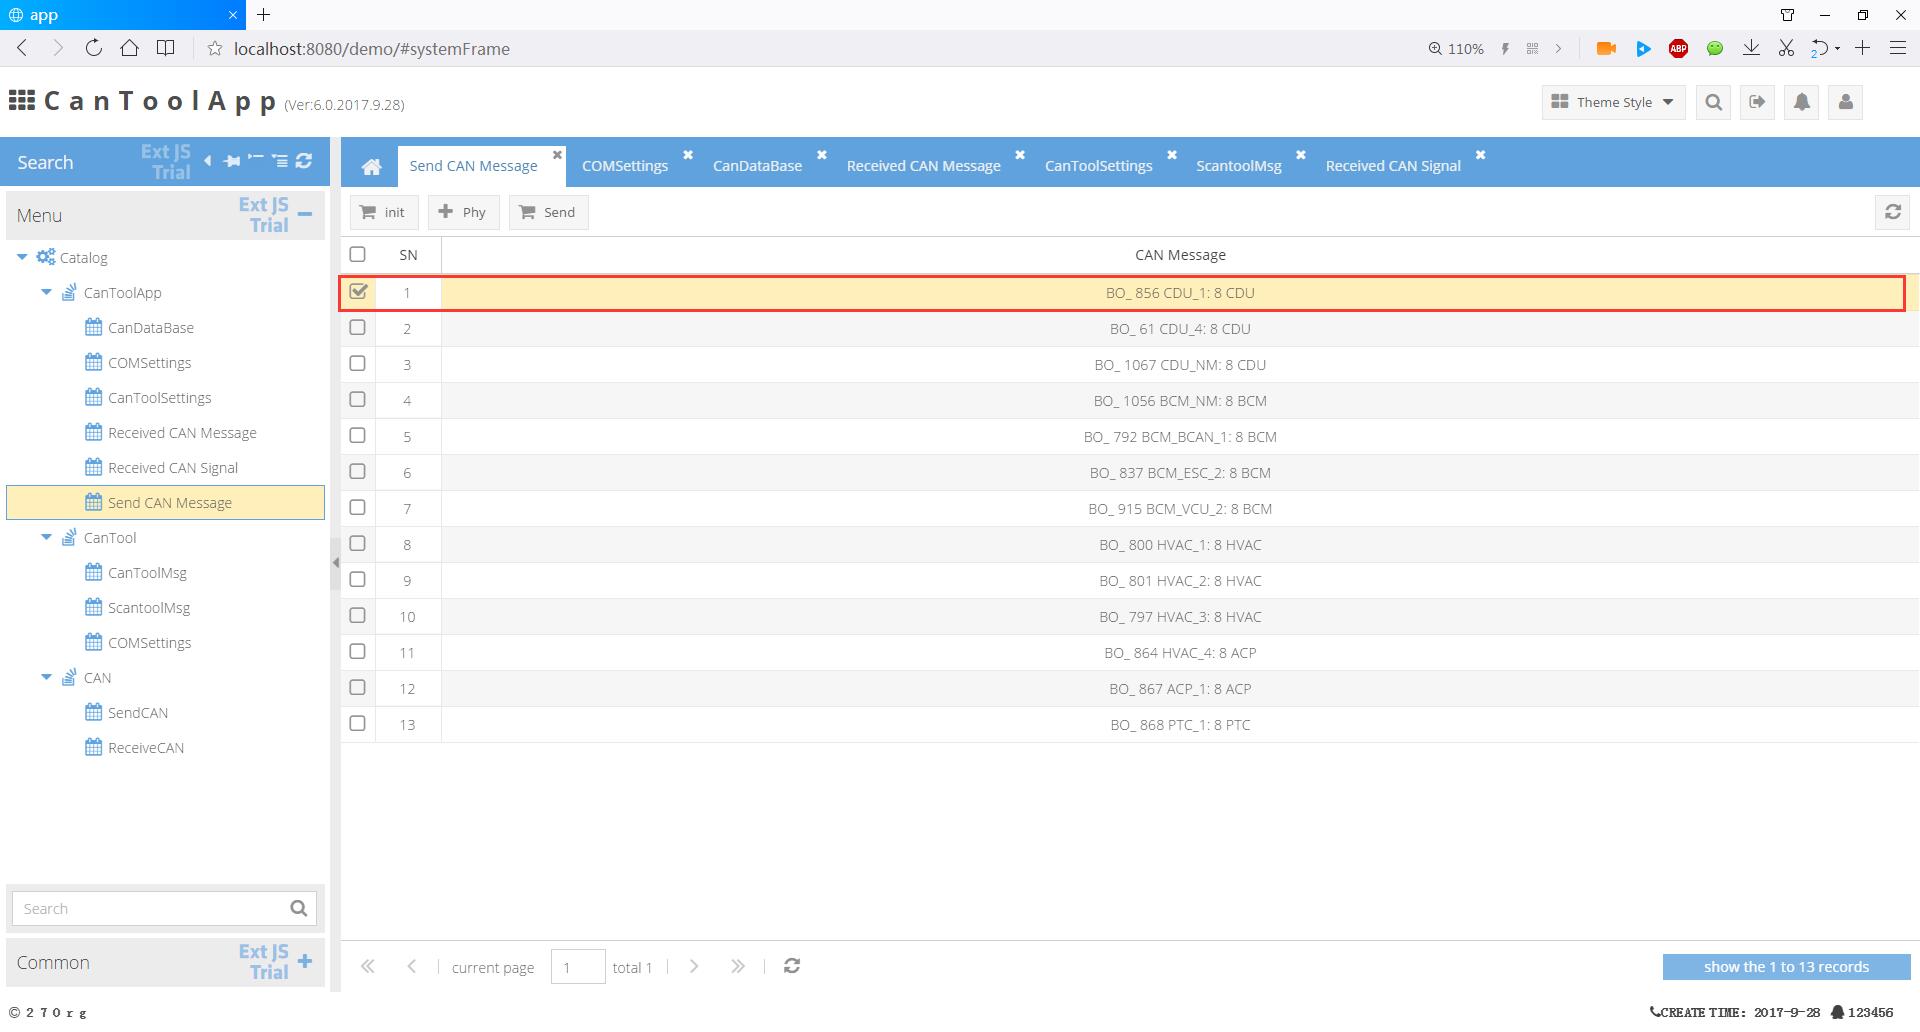 app
localhost:8080/demo/#systemFrame
110%
ABP
2
CanToolApp (Ver:6.0.2017.9.28)
Theme Style
Search
Ext JS
Trial
Send CAN Message
COMSettings
CanDataBase
Received CAN Message
CanToolSettings
ScantoolMsg
Received CAN Signal
Menu
Ext JS
Trial
Catalog
CanToolApp
CanDataBase
COMSettings
CanToolSettings
Received CAN Message
Received CAN Signal
Send CAN Message
CanTool
CanToolMsg
ScantoolMsg
COMSettings
CAN
SendCAN
ReceiveCAN
Search
Common
Ext JS
Trial
init
Phy
Send
SN CAN Message
1 BO_ 856 CDU_1: 8 CDU
2 BO_ 61 CDU_4: 8 CDU
3 BO_ 1067 CDU_NM: 8 CDU
4 BO_ 1056 BCM_NM: 8 BCM
5 BO_ 792 BCM_BCAN_1: 8 BCM
6 BO_ 837 BCM_ESC_2: 8 BCM
7 BO_ 915 BCM_VCU_2: 8 BCM
8 BO_ 800 HVAC_1: 8 HVAC
9 BO_ 801 HVAC_2: 8 HVAC
10 BO_ 797 HVAC_3: 8 HVAC
11 BO_ 864 HVAC_4: 8 ACP
12 BO_ 867 ACP_1: 8 ACP
13 BO_ 868 PTC_1: 8 PTC
current page 1 total 1
show the 1 to 13 records
©270rg
CREATE TIME: 2017-9-28 123456